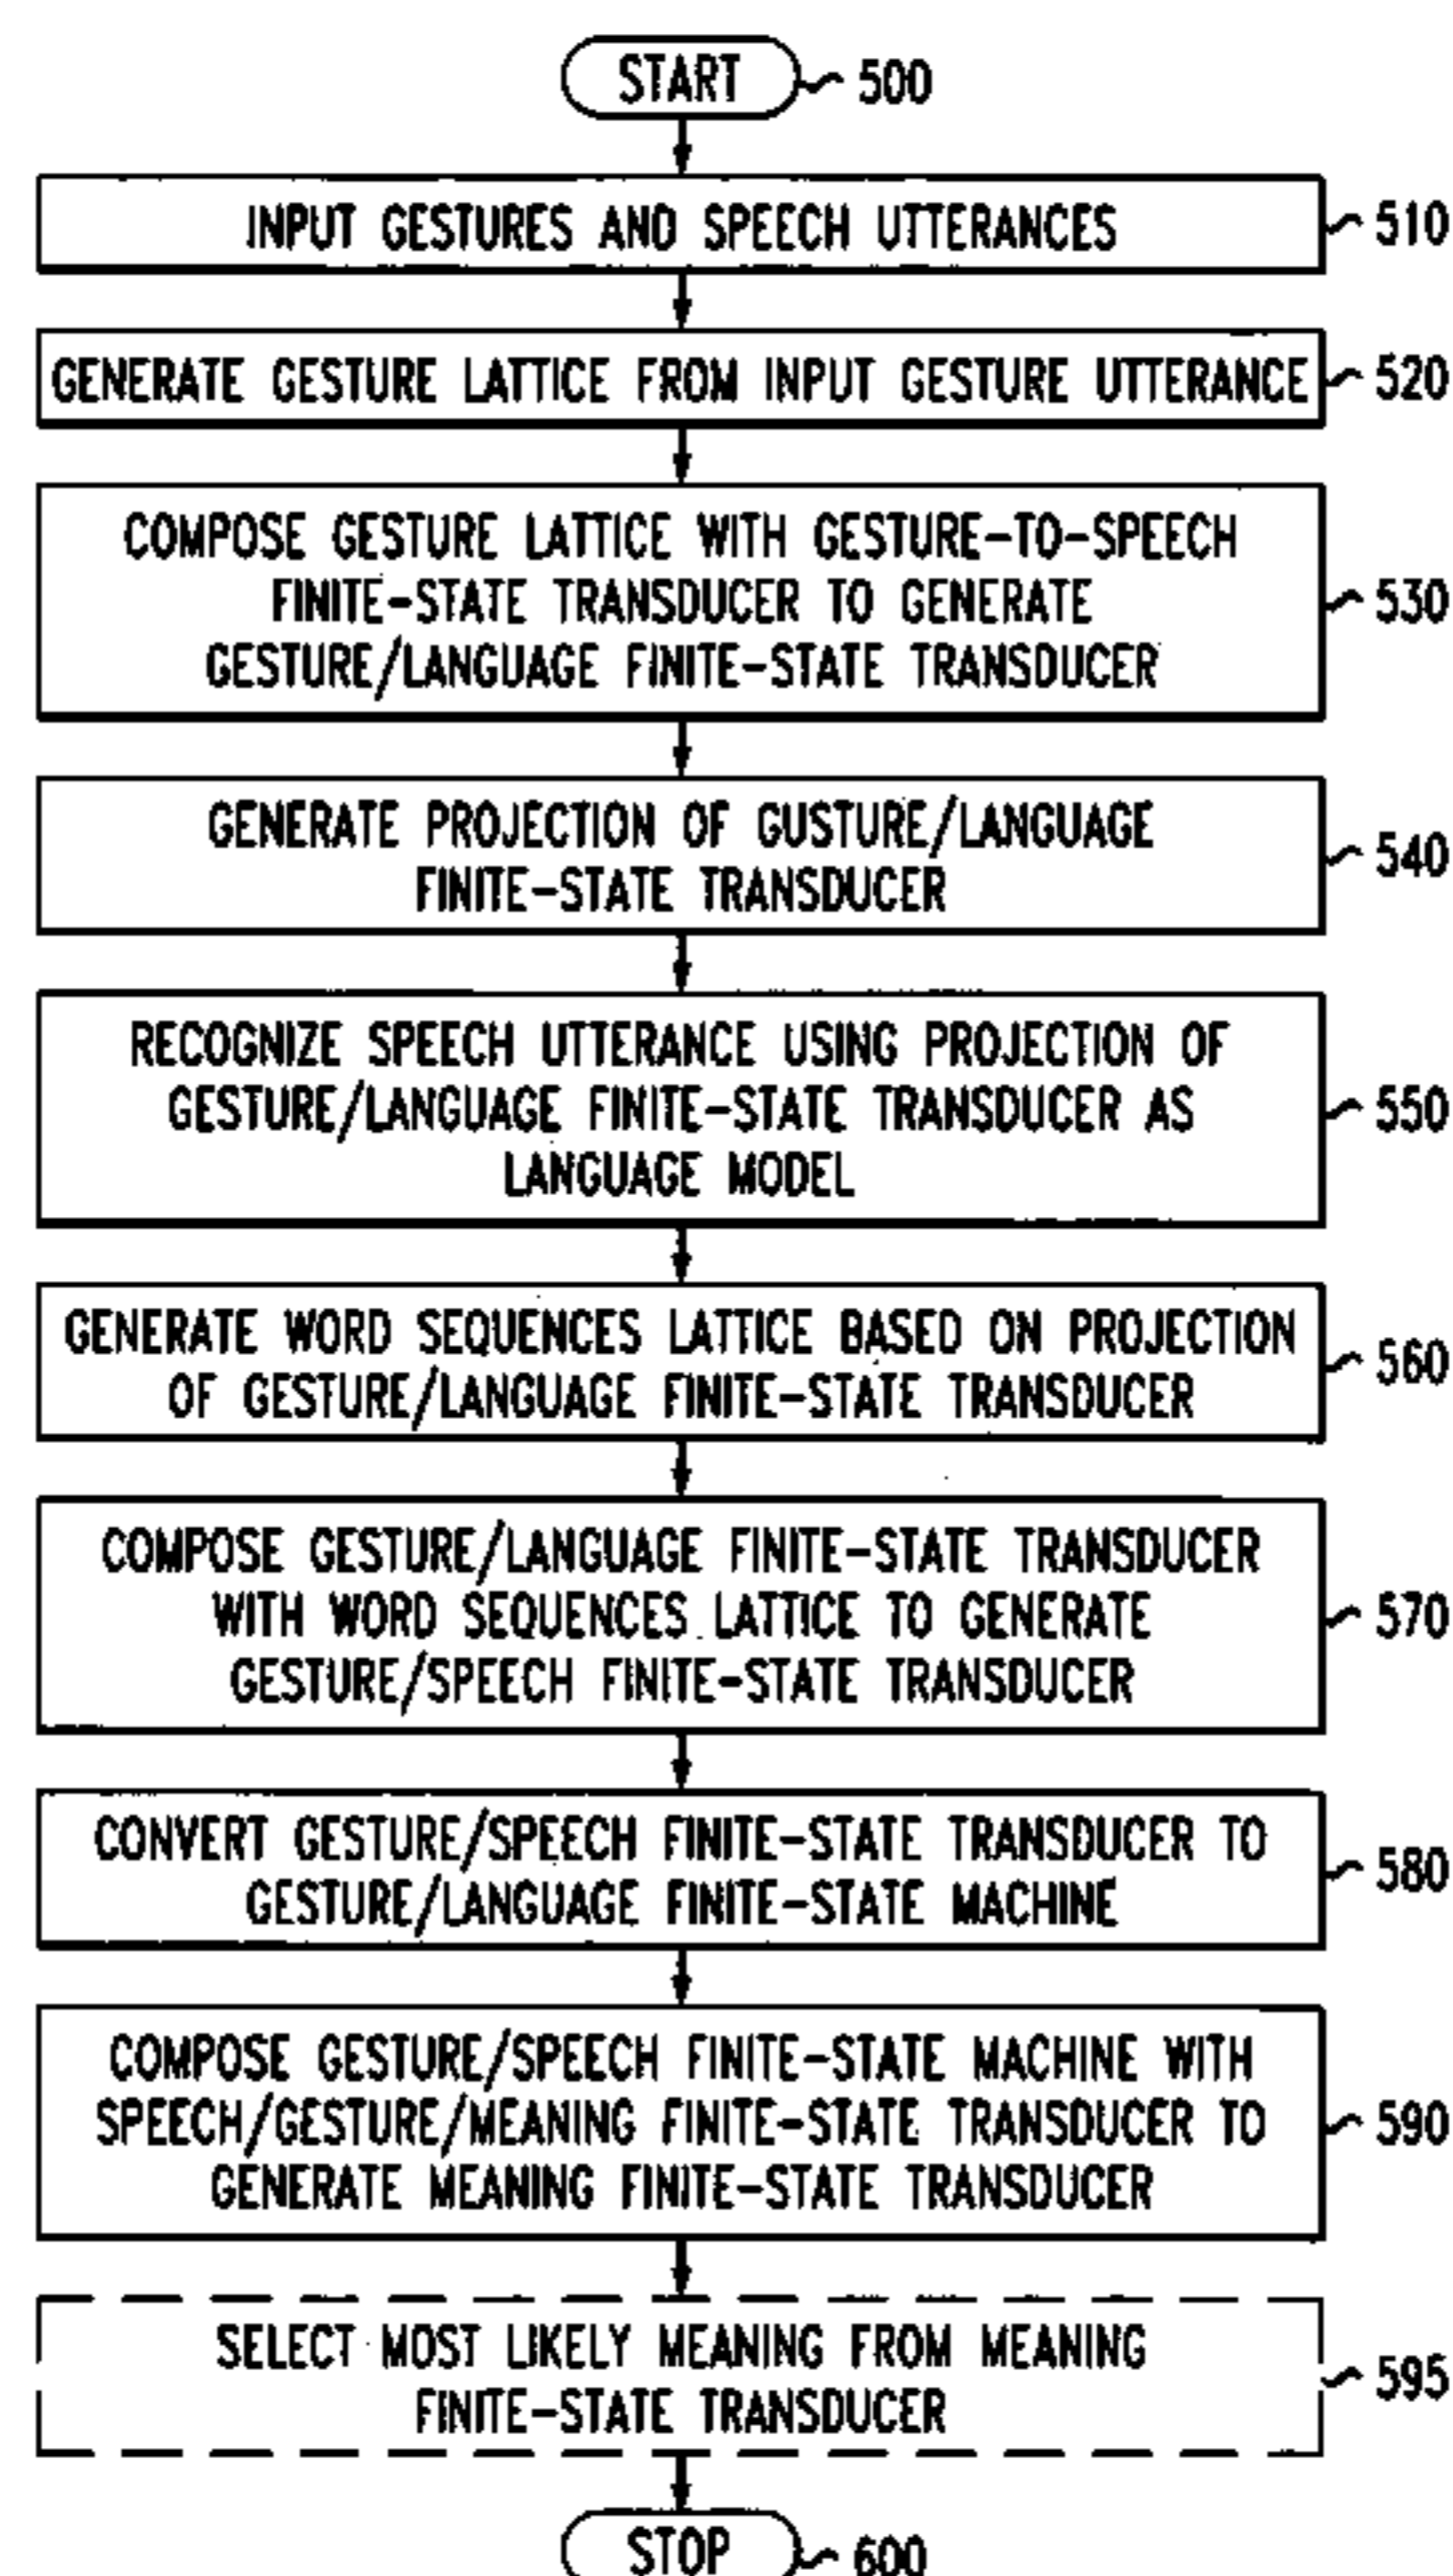 START 500
INPUT GESTURES AND SPEECH UTTERANCES 510
GENERATE GESTURE LATTICE FROM INPUT GESTURE UTTERANCE 520
COMPOSE GESTURE LATTICE WITH GESTURE-TO-SPEECH
FINITE-STATE TRANSDUCER TO GENERATE 530
GESTURE/LANGUAGE FINITE-STATE TRANSDUCER
GENERATE PROJECTION OF GUSTURE/LANGUAGE
FINITE-STATE TRANSDUCER
540
RECOGNIZE SPEECH UTTERANCE USING PROJECTION OF
GESTURE/LANGUAGE FINITE-STATE TRANSDUCER AS 550
LANGUAGE MODEL
GENERATE WORD SEQUENCES LATTICE BASED ON PROJECTION
OF GESTURE/LANGUAGE FINITE-STATE TRANSDUCER
560
COMPOSE GESTURE/LANGUAGE FINITE-STATE TRANSDUCER
WITH WORD SEQUENCES LATTICE TO GENERATE 570
GESTURE/SPEECH FINITE-STATE TRANSDUCER
CONVERT GESTURE/SPEECH FINITE-STATE TRANSDUCER TO
GESTURE/LANGUAGE FINITE-STATE MACHINE
580
COMPOSE GESTURE/SPEECH FINITE-STATE MACHINE WITH
SPEECH/GESTURE/MEANING FINITE-STATE TRANSDUCER TO 590
GENERATE MEANING FINITE-STATE TRANSDUCER
SELECT MOST LIKELY MEANING FROM MEANING
FINITE-STATE TRANSDUCER
595
STOP 600